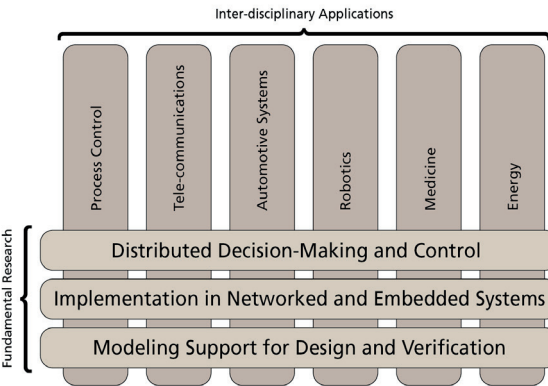 Inter-disciplinary Applications
Process Control
Tele-communications
Automotive Systems
Robotics
Medicine
Energy
Fundamental Research
Distributed Decision-Making and Control
Implementation in Networked and Embedded Systems
Modeling Support for Design and Verification